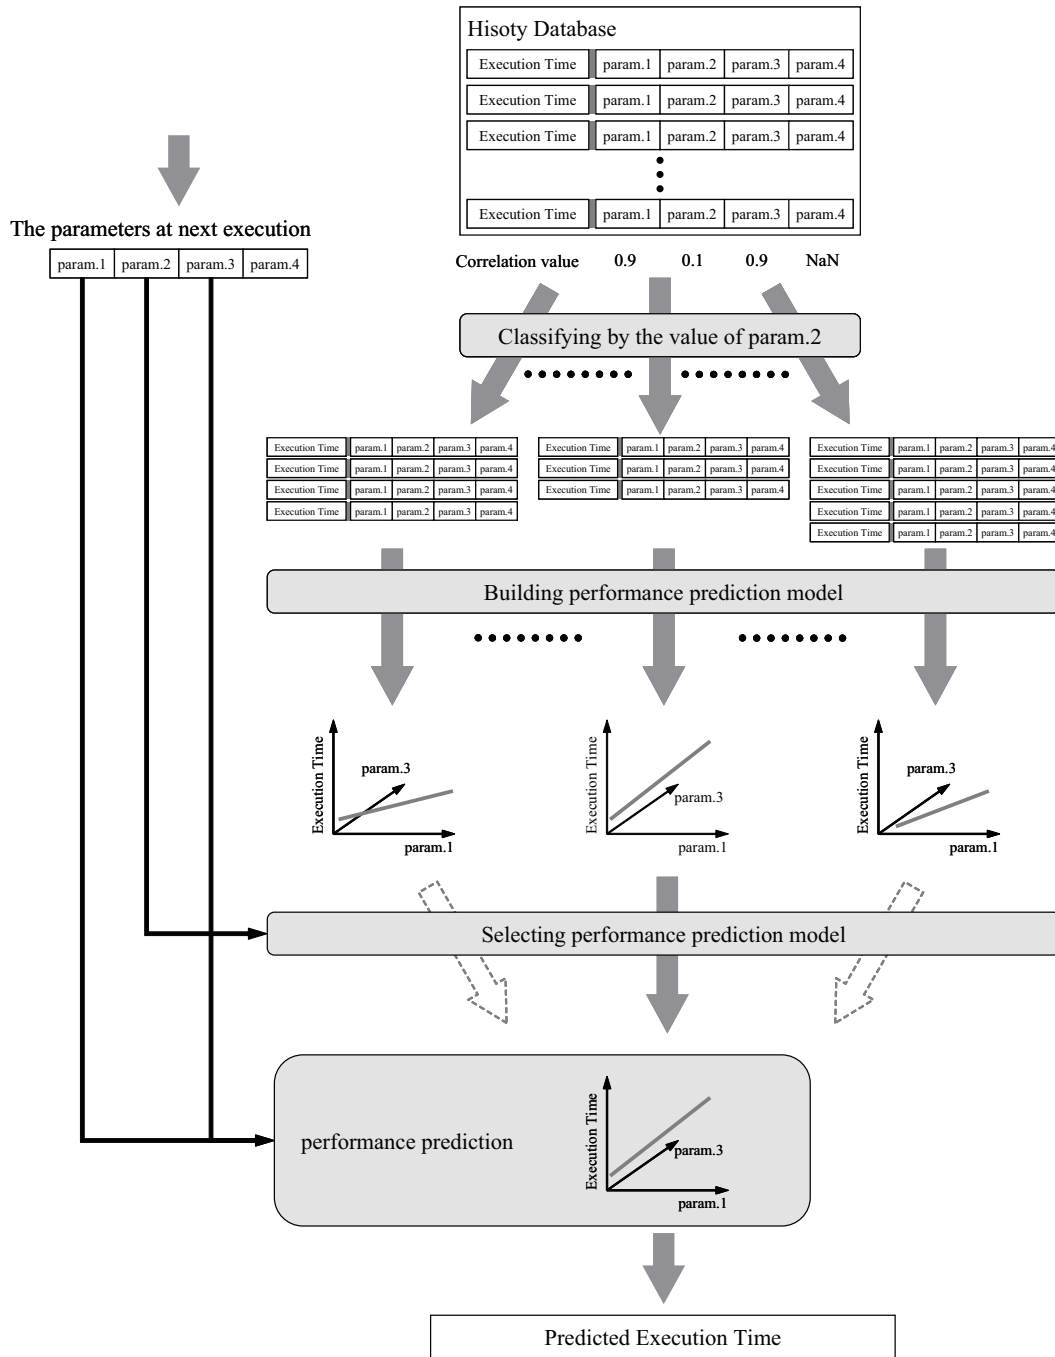 Hisoty Database
Execution Time param.1 param.2 param.3 param.4
Execution Time param.1 param.2 param.3 param.4
Execution Time param.1 param.2 param.3 param.4
Execution Time param.1 param.2 param.3 param.4
The parameters at next execution
param.1 param.2 param.3 param.4
Correlation value 0.9 0.1 0.9 NaN
Classifying by the value of param.2
Execution Time param.1 param.2 param.3 param.4
Execution Time param.1 param.2 param.3 param.4
Execution Time param.1 param.2 param.3 param.4
Execution Time param.1 param.2 param.3 param.4
Execution Time param.1 param.2 param.3 param.4
Execution Time param.1 param.2 param.3 param.4
Execution Time param.1 param.2 param.3 param.4
Execution Time param.1 param.2 param.3 param.4
Execution Time param.1 param.2 param.3 param.4
Execution Time param.1 param.2 param.3 param.4
Execution Time param.1 param.2 param.3 param.4
Execution Time param.1 param.2 param.3 param.4
Building performance prediction model
Execution Time
param.3
param.1
Execution Time
param.3
param.1
Execution Time
param.3
param.1
Selecting performance prediction model
performance prediction
Execution Time
param.3
param.1
Predicted Execution Time